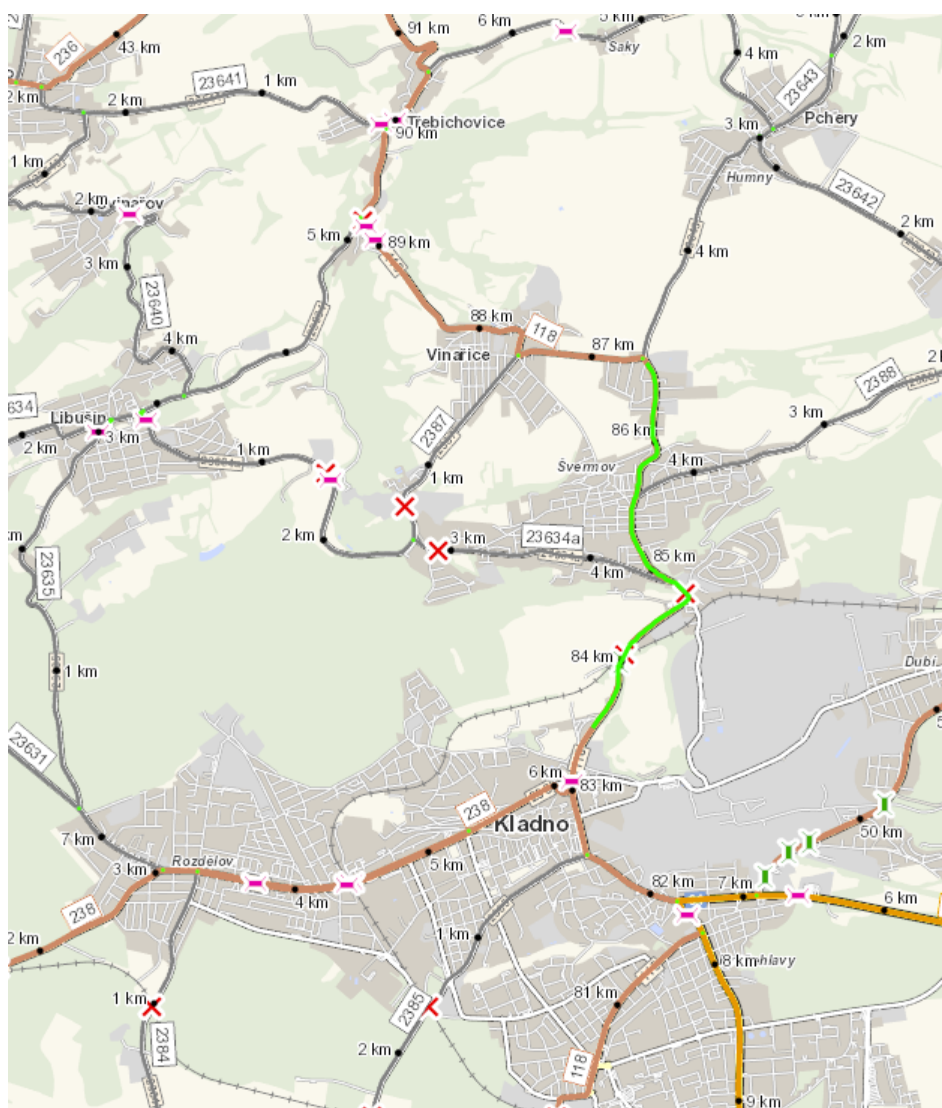 91 km
6 km
5 km
236
43 km
Saky
2 km
4 km
23643
23641
1 km
2 km
2 km
Třebichovice
90 km
3 km
Pchery
1 km
Humny
23642
2 km
2 km
5 km
89 km
4 km
3 km
23640
88 km
118
87 km
4 km
Vinařice
2388
634
Libušín
3 km
2 km
2387
86 km
3 km
1 km
Švermov
4 km
1 km
2 km
3 km
23634a
85 km
4 km
23635
84 km
1 km
23631
6 km
83 km
238
Kladno
50 km
7 km
Rozdělov
5 km
3 km
4 km
82 km
7 km
6 km
238
2 km
1 km
8 km
81 km
1 km
2385
2384
2 km
118
9 km